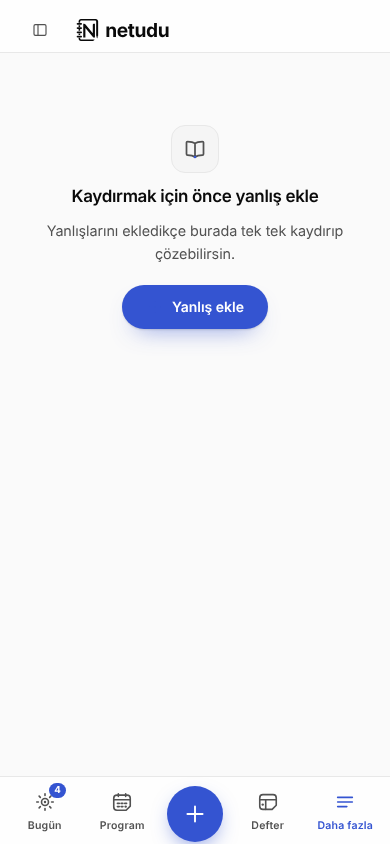 netudu
Kaydırmak için önce yanlış ekle
Yanlışlarını ekledikçe burada tek tek kaydırıp
çözebilirsin.
Yanlış ekle
4
Bugün
Program
Defter
Daha fazla